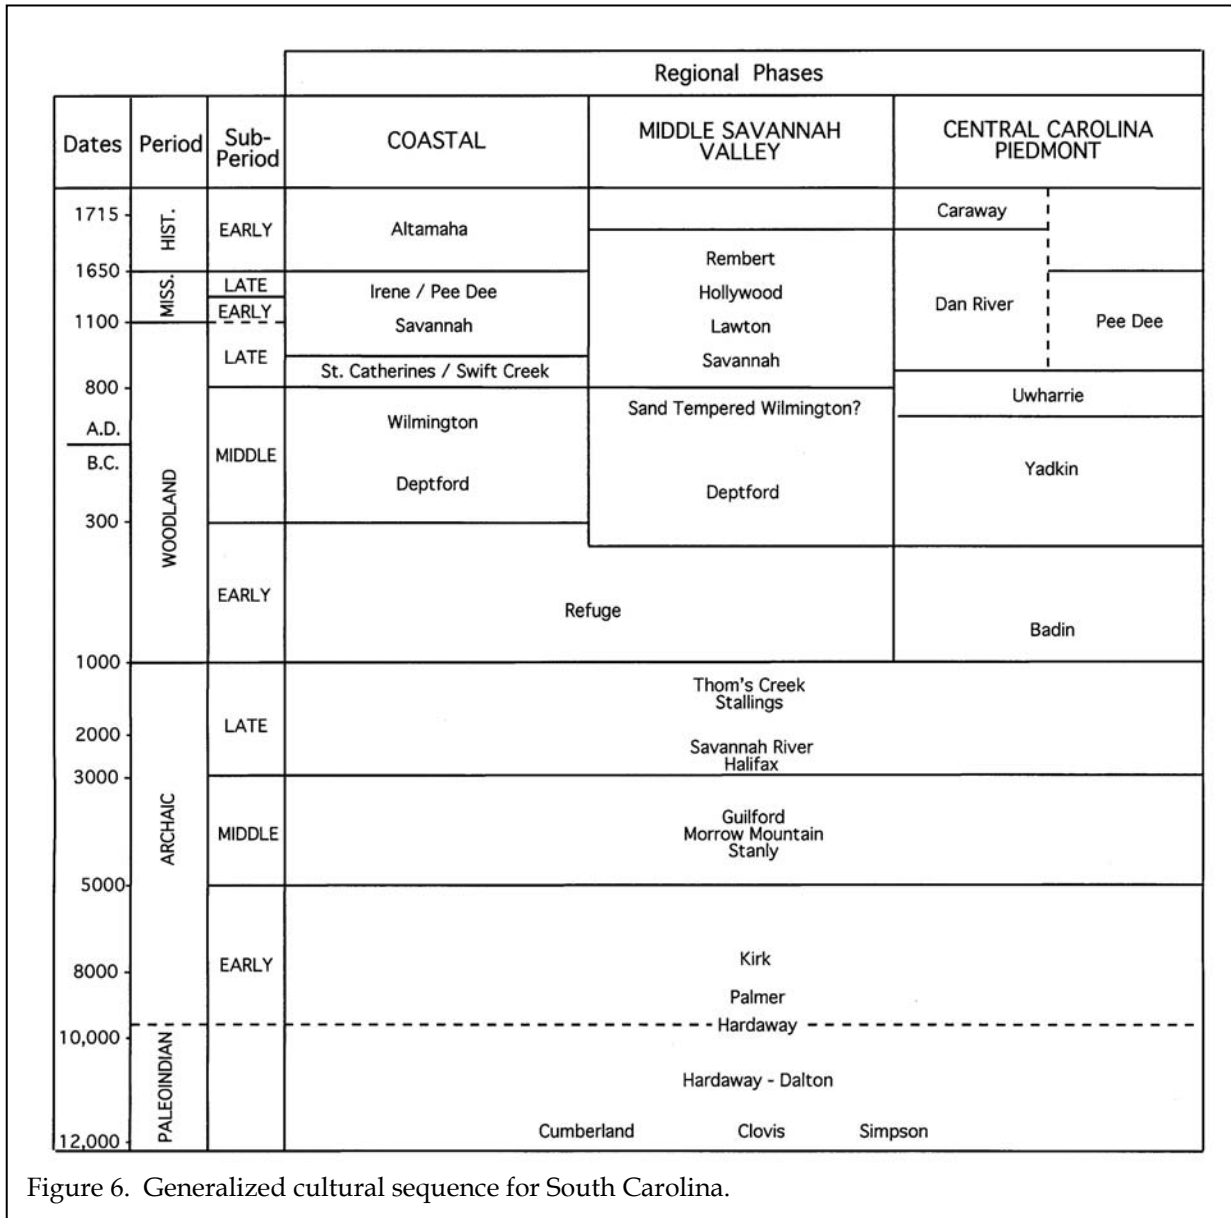 Regional Phases
Dates Period Sub-Period COASTAL MIDDLE SAVANNAH VALLEY CENTRAL CAROLINA PIEDMONT
1715
HIST.
EARLY
Altamaha
Caraway
1650
MISS.
LATE
EARLY
Irene / Pee Dee
Savannah
Rembert
Hollywood
Lawton
Savannah
Dan River
Pee Dee
1100
WOODLAND
LATE
St. Catherines / Swift Creek
Uwharrie
800
A.D.
B.C.
MIDDLE
Wilmington
Deptford
Sand Tempered Wilmington?
Deptford
Yadkin
300
EARLY
Refuge
Badin
1000
ARCHAIC
LATE
Thom's Creek
Stallings
2000
Savannah River
Halifax
3000
MIDDLE
Guilford
Morrow Mountain
Stanly
5000
EARLY
8000
Kirk
Palmer
Hardaway
10,000
PALEOINDIAN
Hardaway - Dalton
12,000
Cumberland Clovis Simpson
Figure 6. Generalized cultural sequence for South Carolina.